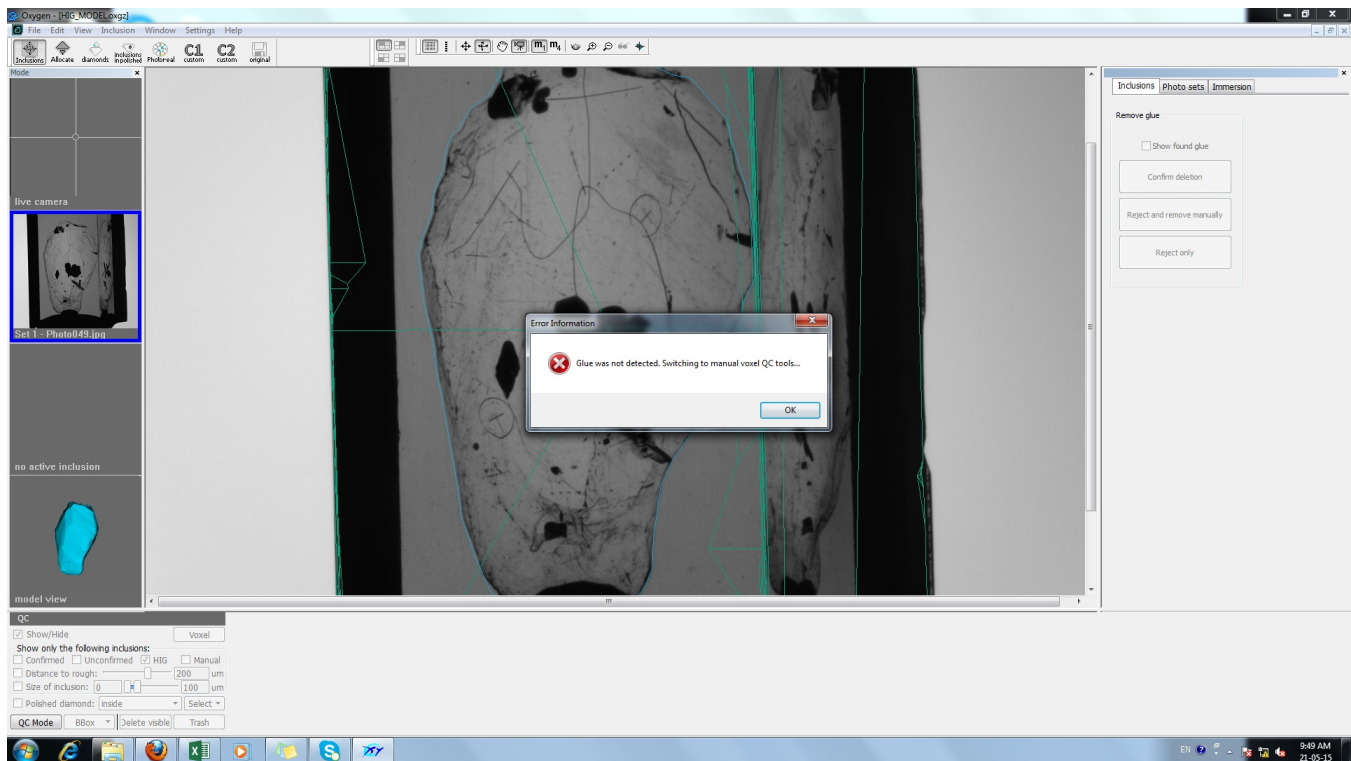 Oxygen - [HIG_MODEL.oxgz]
File Edit View Inclusion Window Settings Help
Inclusions Allocate diamonds inclusions in polished Photoreal C1 custom C2 custom original
m₁ m₄
Mode
live camera
Set 1 - Photo049.jpg
no active inclusion
model view
Error Information
Glue was not detected. Switching to manual voxel QC tools...
OK
Inclusions Photo sets Immersion
Remove glue
Show found glue
Confirm deletion
Reject and remove manually
Reject only
QC
Show/Hide Voxel
Show only the following inclusions:
Confirmed Unconfirmed HIG Manual
Distance to rough: 200 um
Size of inclusion: 0 100 um
Polished diamond: inside Select
QC Mode BBox Delete visible Trash
EN 9:49 AM
21-05-15